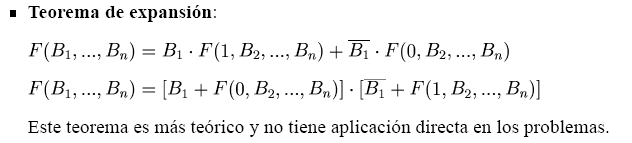 ▪ Teorema de expansión:
F(B₁, ..., Bₙ) = B₁ · F(1, B₂, ..., Bₙ) + B̅₁ · F(0, B₂, ..., Bₙ)
F(B₁, ..., Bₙ) = [B₁ + F(0, B₂, ..., Bₙ)] · [B̅₁ + F(1, B₂, ..., Bₙ)]
Este teorema es más teórico y no tiene aplicación directa en los problemas.